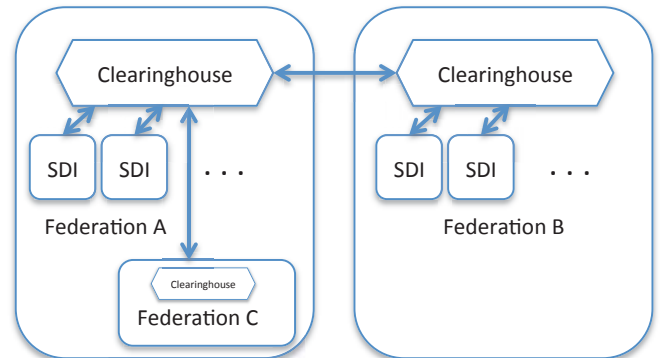 Clearinghouse
Clearinghouse
SDI
SDI
. . .
SDI
SDI
. . .
Federation A
Federation B
Clearinghouse
Federation C